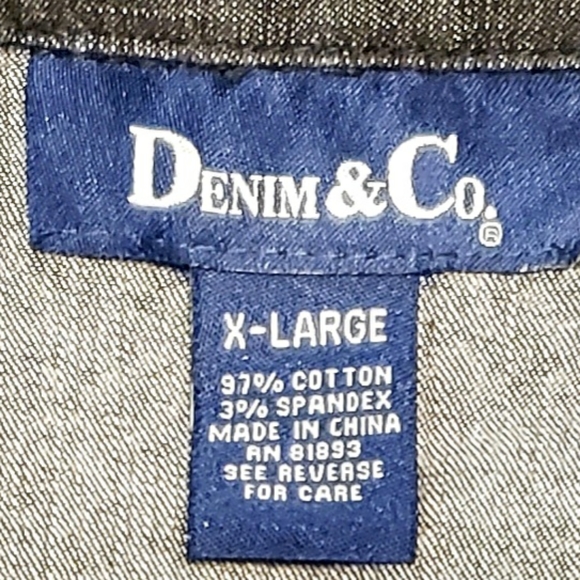 DENIM & CO. ®
X-LARGE
97% COTTON
3% SPANDEX
MADE IN CHINA
RN 81893
SEE REVERSE
FOR CARE